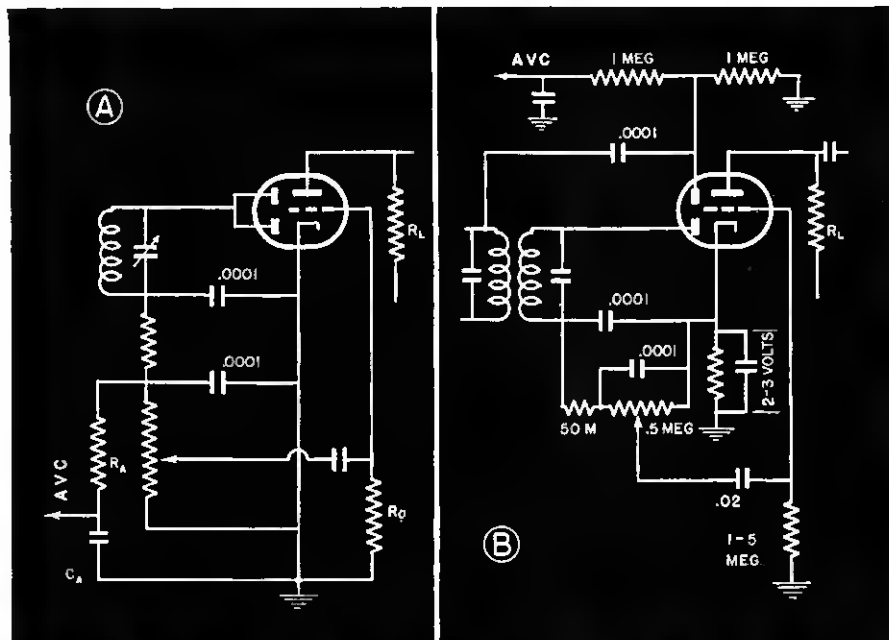 A
.0001
.0001
RL
RA
AVC
CA
Rg
AVC
1 MEG
1 MEG
.0001
RL
.0001
.0001
50 M
.5 MEG
2-3 VOLTS
.02
1-5
MEG.
B